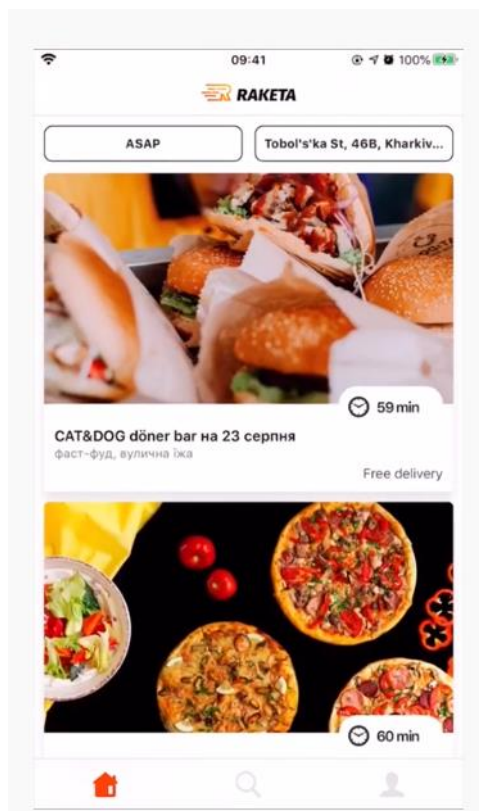 09:41
100%
RAKETA
ASAP
Tobol's'ka St, 46B, Kharkiv...
59 min
CAT&DOG döner bar на 23 серпня
фаст-фуд, вулична їжа
Free delivery
60 min